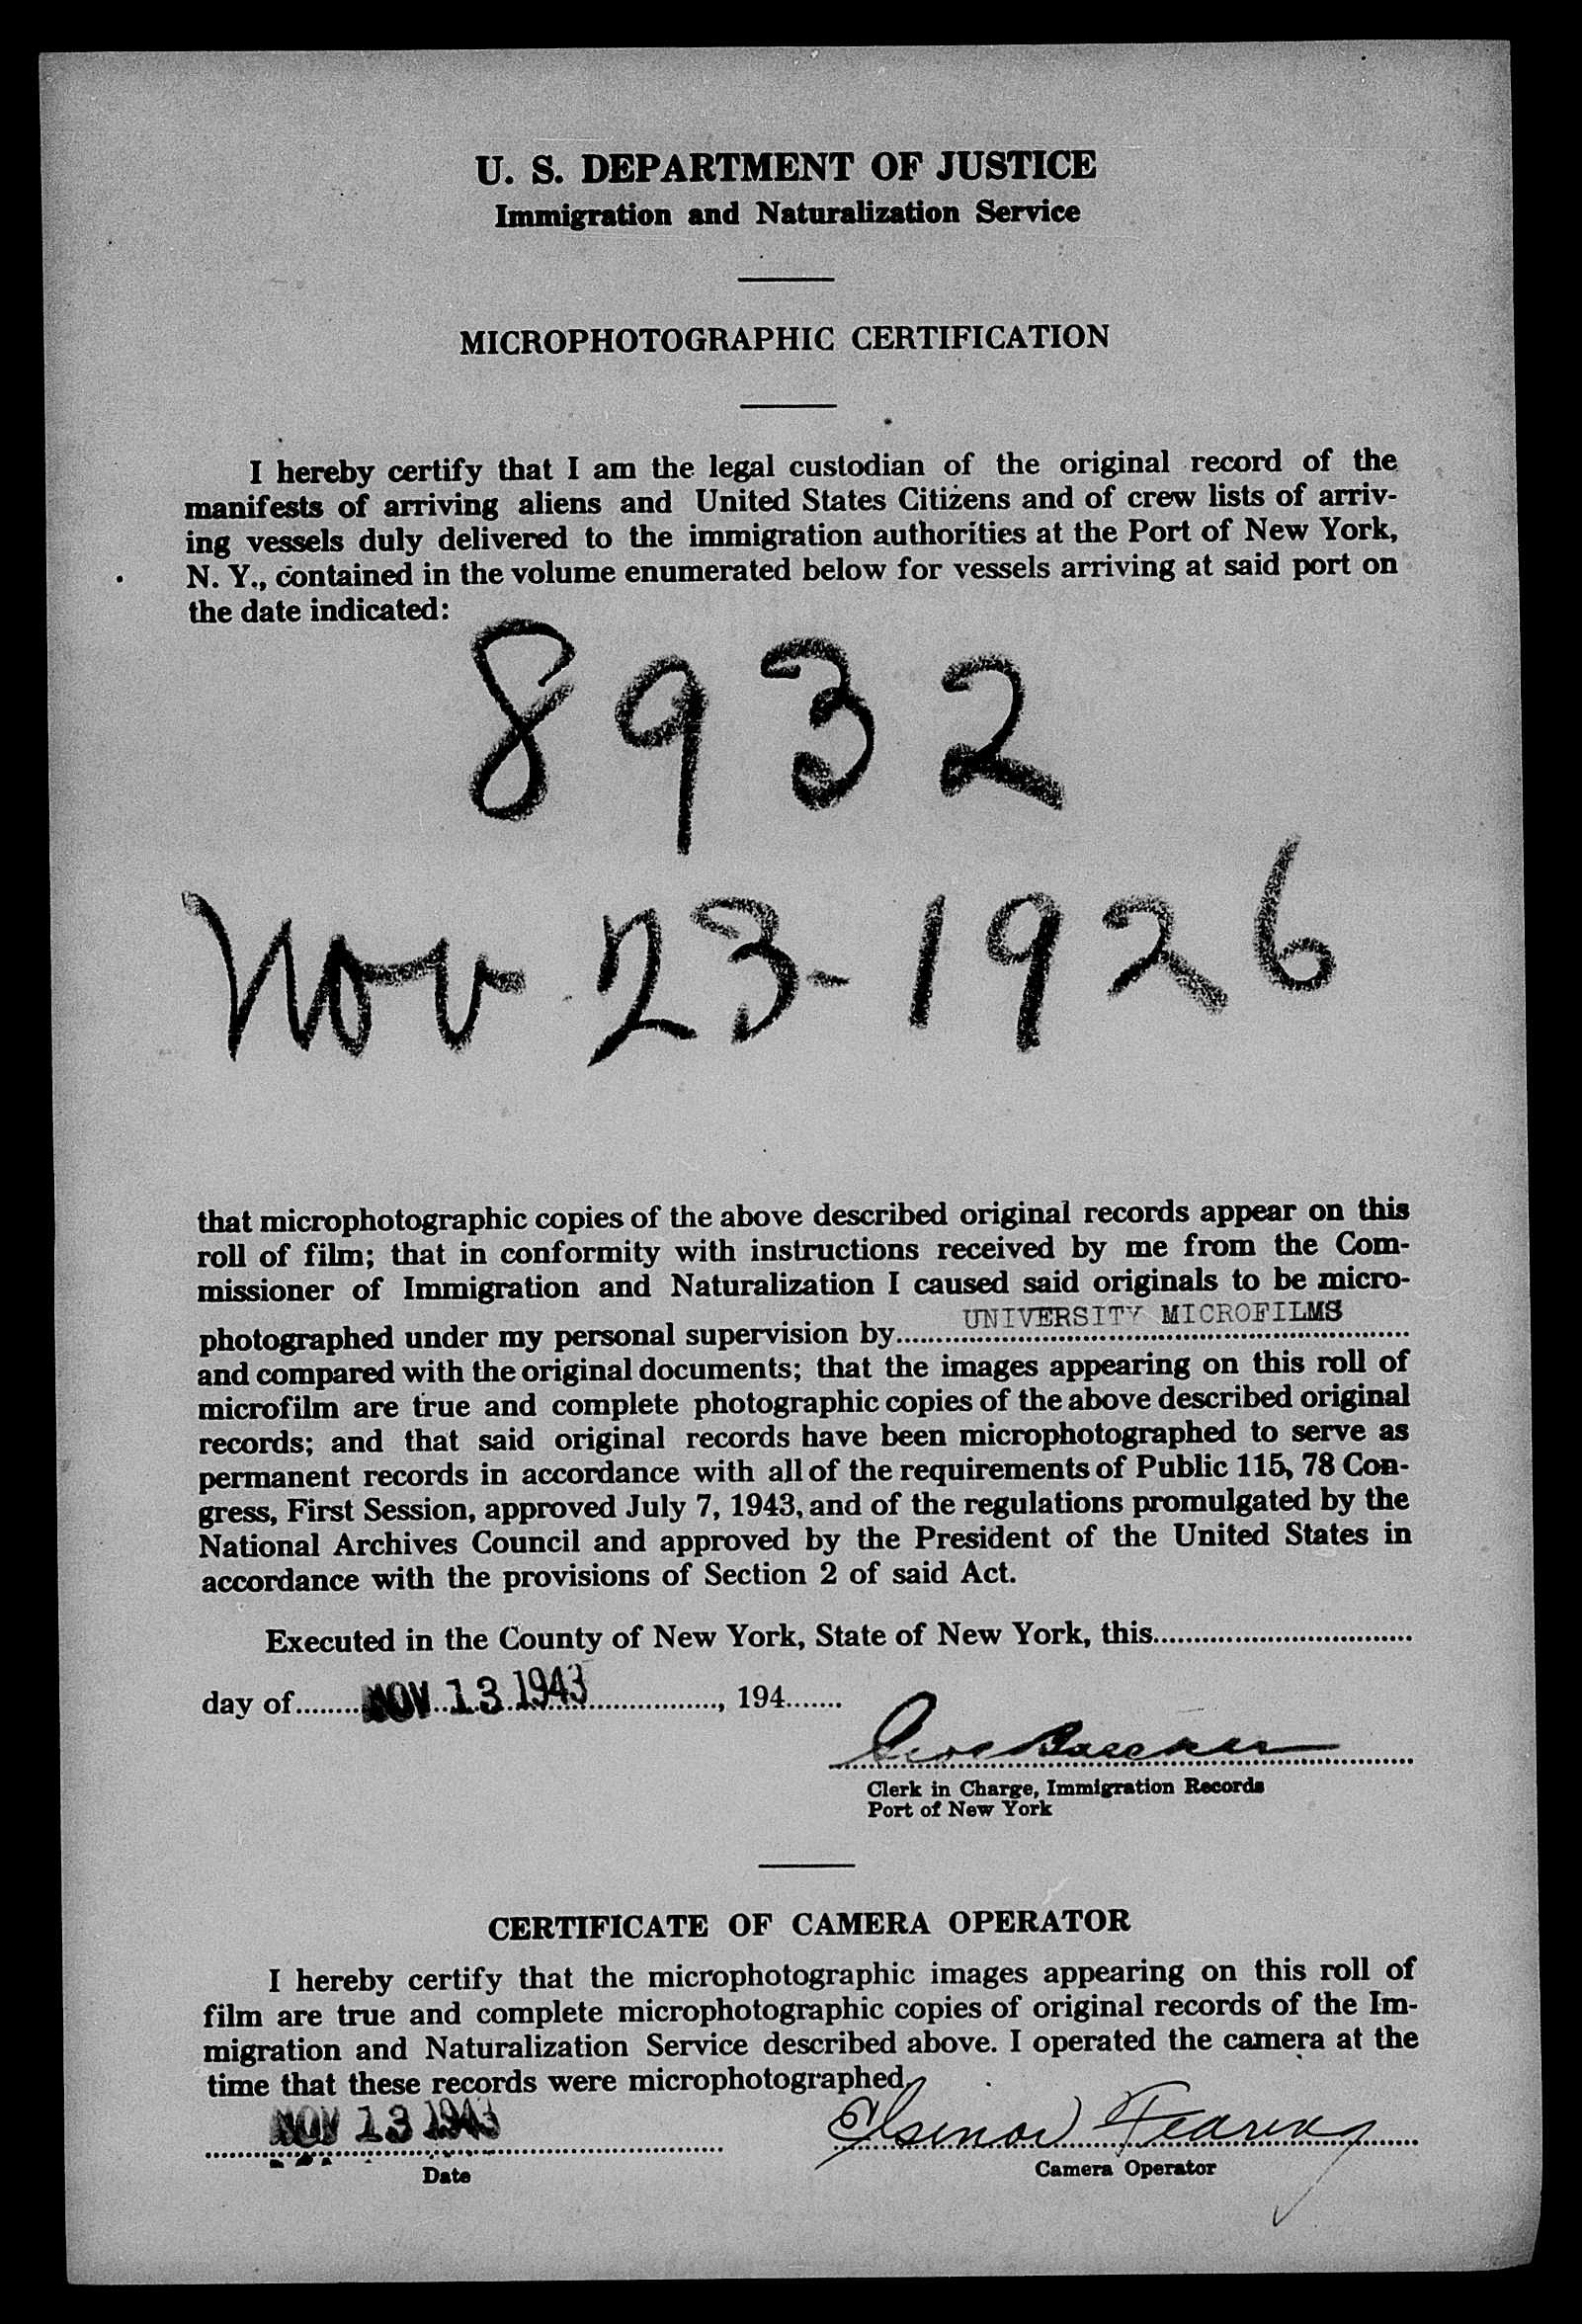 U. S. DEPARTMENT OF JUSTICE
Immigration and Naturalization Service
MICROPHOTOGRAPHIC CERTIFICATION
I hereby certify that I am the legal custodian of the original record of the
manifests of arriving aliens and United States Citizens and of crew lists of arriv-
ing vessels duly delivered to the immigration authorities at the Port of New York,
N. Y., contained in the volume enumerated below for vessels arriving at said port on
the date indicated:
8932
Nov 23-1926
that microphotographic copies of the above described original records appear on this
roll of film; that in conformity with instructions received by me from the Com-
missioner of Immigration and Naturalization I caused said originals to be micro-
photographed under my personal supervision by UNIVERSITY MICROFILMS
and compared with the original documents; that the images appearing on this roll of
microfilm are true and complete photographic copies of the above described original
records; and that said original records have been microphotographed to serve as
permanent records in accordance with all of the requirements of Public 115, 78 Con-
gress, First Session, approved July 7, 1943, and of the regulations promulgated by the
National Archives Council and approved by the President of the United States in
accordance with the provisions of Section 2 of said Act.
Executed in the County of New York, State of New York, this
day of NOV 13 1943, 194
Clerk in Charge, Immigration Records
Port of New York
CERTIFICATE OF CAMERA OPERATOR
I hereby certify that the microphotographic images appearing on this roll of
film are true and complete microphotographic copies of original records of the Im-
migration and Naturalization Service described above. I operated the camera at the
time that these records were microphotographed.
NOV 13 1943
Date
Camera Operator